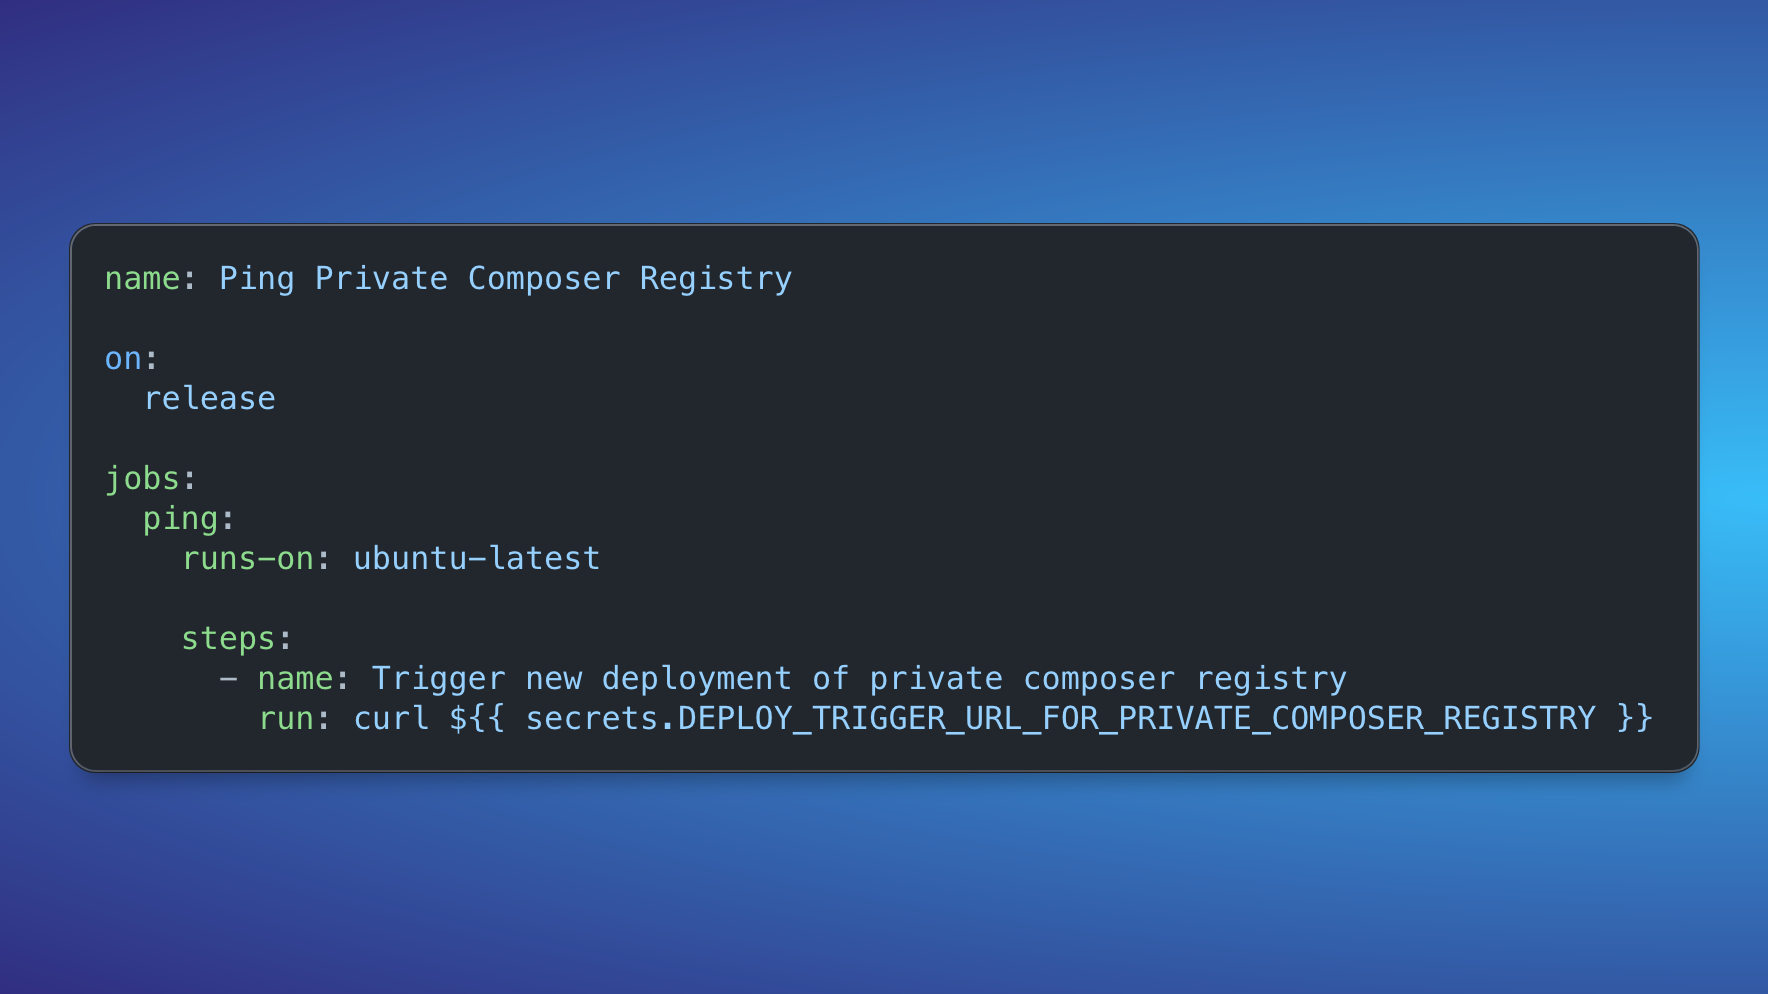 name: Ping Private Composer Registry

on:
  release

jobs:
  ping:
    runs-on: ubuntu-latest

    steps:
      - name: Trigger new deployment of private composer registry
        run: curl ${{ secrets.DEPLOY_TRIGGER_URL_FOR_PRIVATE_COMPOSER_REGISTRY }}